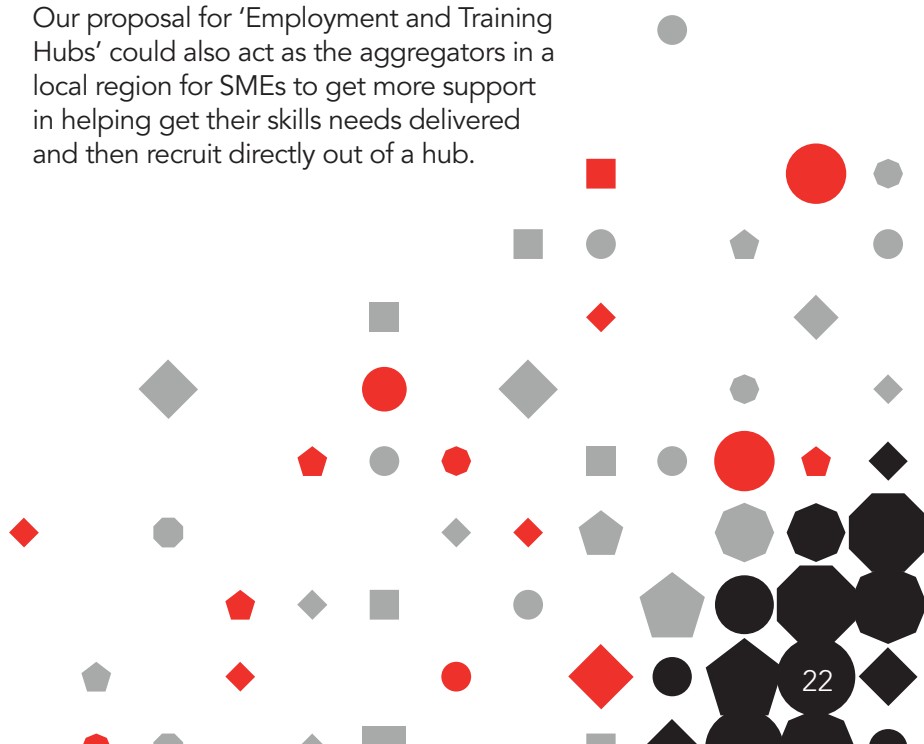 Our proposal for ‘Employment and Training
Hubs’ could also act as the aggregators in a
local region for SMEs to get more support
in helping get their skills needs delivered
and then recruit directly out of a hub.
22